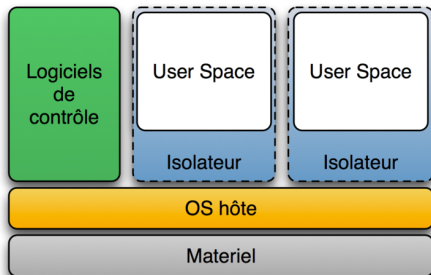 Logiciels
de
contrôle
User Space
User Space
Isolateur
Isolateur
OS hôte
Materiel